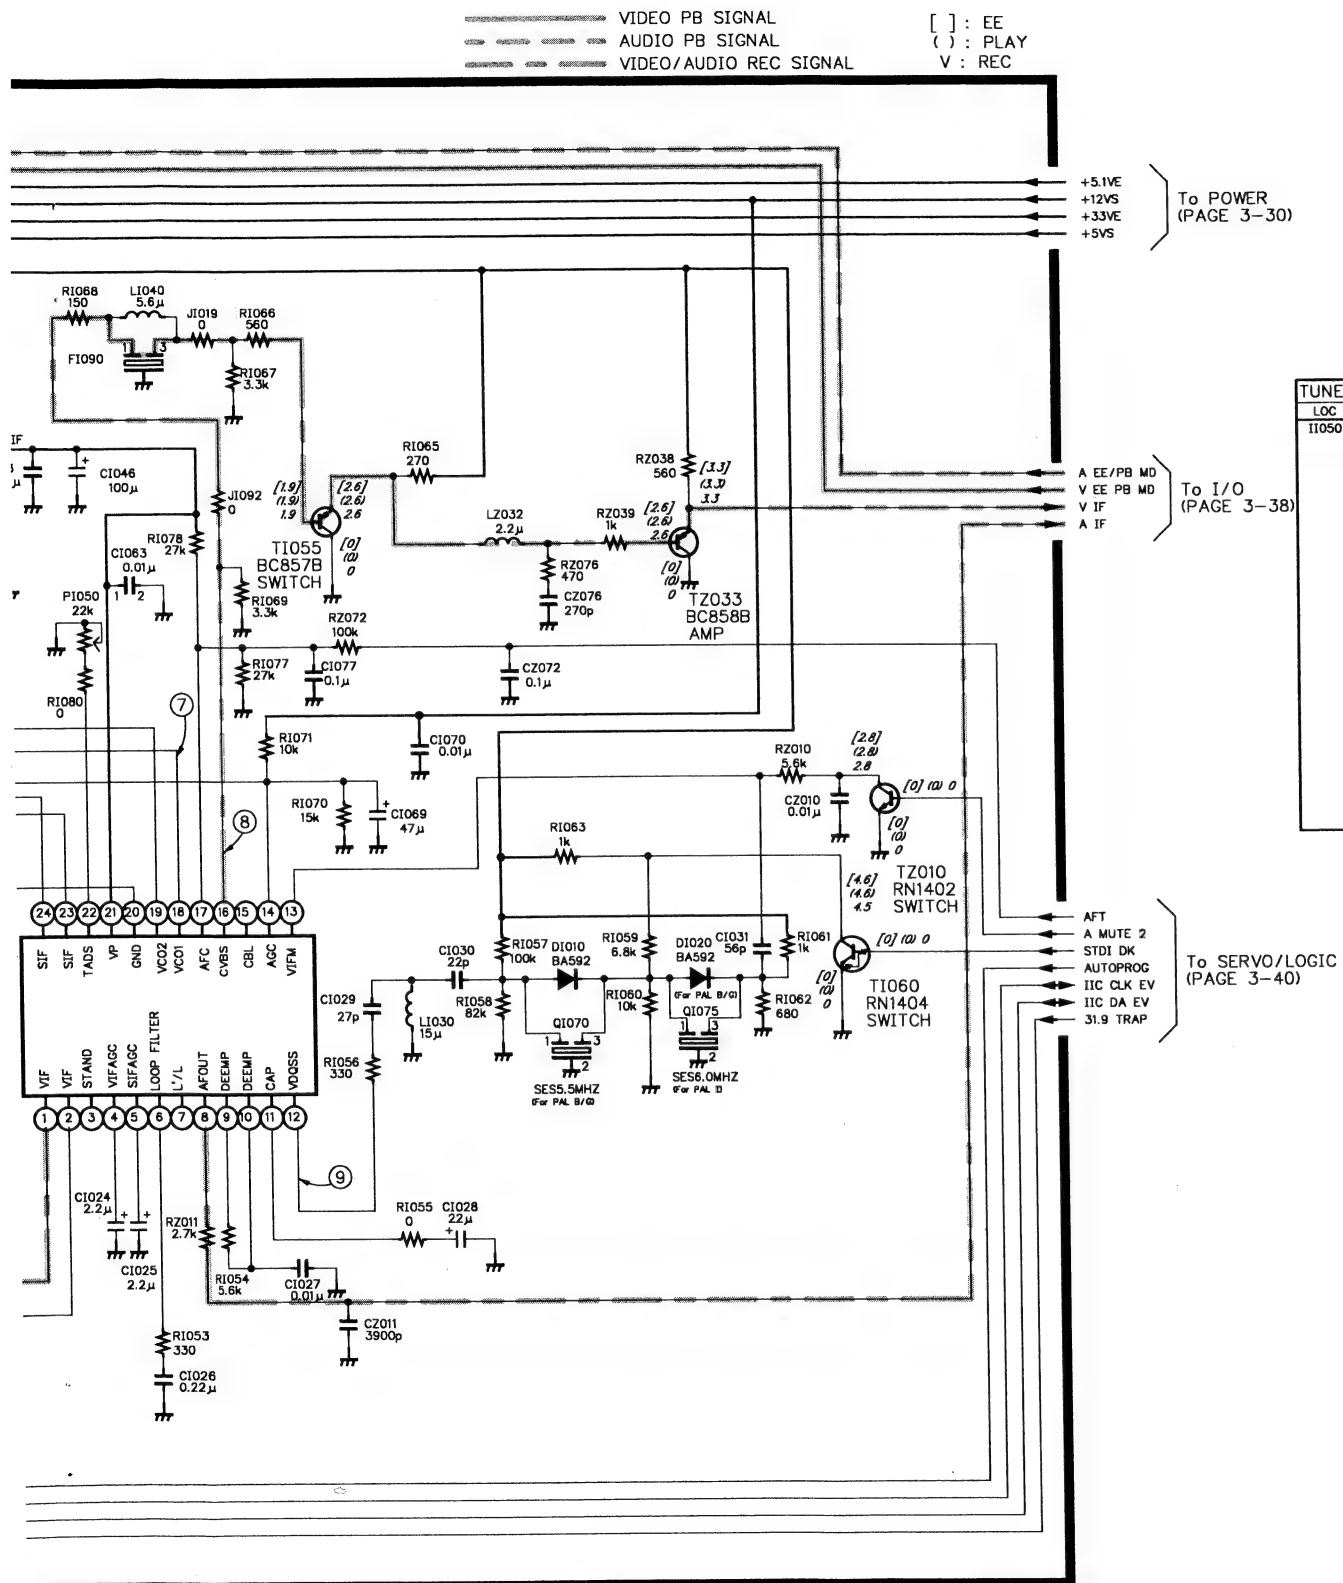 VIDEO PB SIGNAL
AUDIO PB SIGNAL
VIDEO/AUDIO REC SIGNAL
[ ] : EE
( ) : PLAY
V : REC
+5.1VE
+12VS
+33VE
+5VS
To POWER
(PAGE 3-30)
RI068
150
LI040
5.6µ
JI019
0
RI066
560
1
3
FI090
RI067
3.3k
TUNE
LOC
II050
IF
CI046
100µ
+
µ
JI092
0
RI065
270
RZ038
560
[3.3]
(3.3)
3.3
A EE/PB MD
V EE PB MD
V IF
A IF
To I/O
(PAGE 3-38)
[1.9]
(1.9)
1.9
[2.6]
(2.6)
2.6
LZ032
2.2µ
RZ039
1k
[2.6]
(2.6)
2.6
RI078
27k
CI063
0.01µ
1
2
TI055
BC857B
SWITCH
[0]
(0)
0
RZ076
470
CZ076
270p
[0]
(0)
0
TZ033
BC858B
AMP
PI050
22k
RI069
3.3k
RZ072
100k
RI077
27k
CI077
0.1µ
CZ072
0.1µ
RI080
0
7
RI071
10k
CI070
0.01µ
RZ010
5.6k
[2.8]
(2.8)
2.8
[0] (0) 0
CZ010
0.01µ
[0]
(0)
0
RI070
15k
CI069
47µ
+
8
RI063
1k
TZ010
RN1402
SWITCH
[4.6]
(4.6)
4.5
24
23
22
21
20
19
18
17
16
15
14
13
SIF
SIF
TADS
VP
GND
VCO2
VCO1
AFC
CVBS
CBL
AGC
VIFM
AFT
A MUTE 2
STDI DK
AUTOPROG
IIC CLK EV
IIC DA EV
31.9 TRAP
To SERVO/LOGIC
(PAGE 3-40)
CI030
22p
RI057
100k
DI010
BA592
RI059
6.8k
DI020
BA592
(For PAL B/G)
CI031
56p
RI061
1k
[0] (0) 0
[0]
(0)
0
TI060
RN1404
SWITCH
CI029
27p
LI030
15µ
RI058
82k
QI070
1
3
2
SES5.5MHZ
(For PAL B/G)
RI060
10k
QI075
1
3
2
SES6.0MHZ
(For PAL I)
RI062
680
RI056
330
VIF
VIF
STAND
VIFAGC
SIFAGC
LOOP FILTER
L'/L
AFOUT
DEEMP
DEEMP
CAP
VDQSS
1
2
3
4
5
6
7
8
9
10
11
12
9
CI024
2.2µ
+
+
CI025
2.2µ
RZ011
2.7k
RI054
5.6k
CI027
0.01µ
RI055
0
CI028
22µ
+
CZ011
3900p
RI053
330
CI026
0.22µ